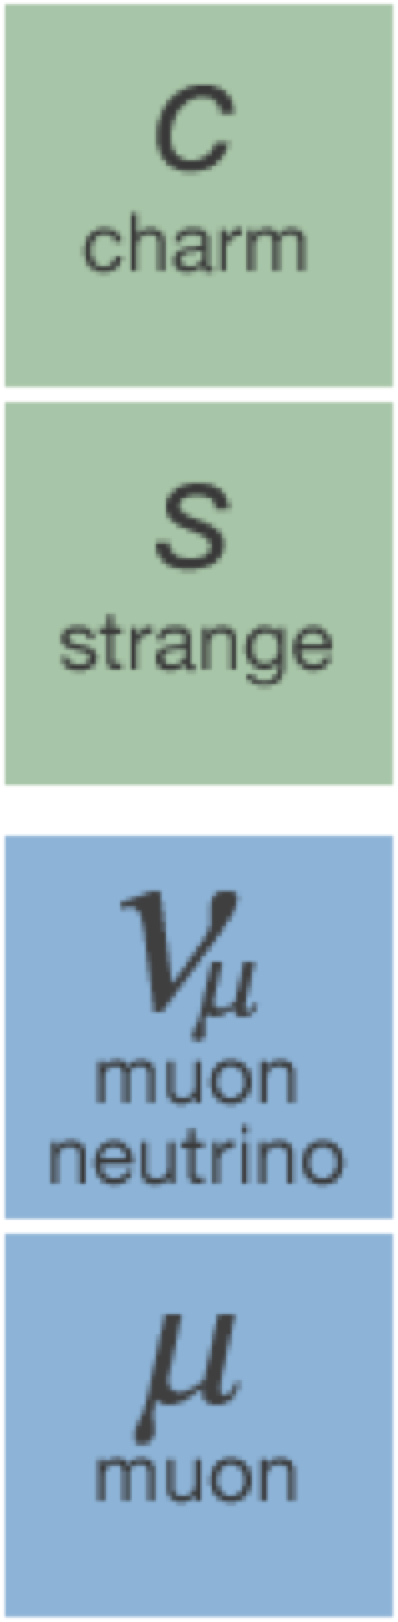 c
charm
s
strange
νμ
muon
neutrino
μ
muon